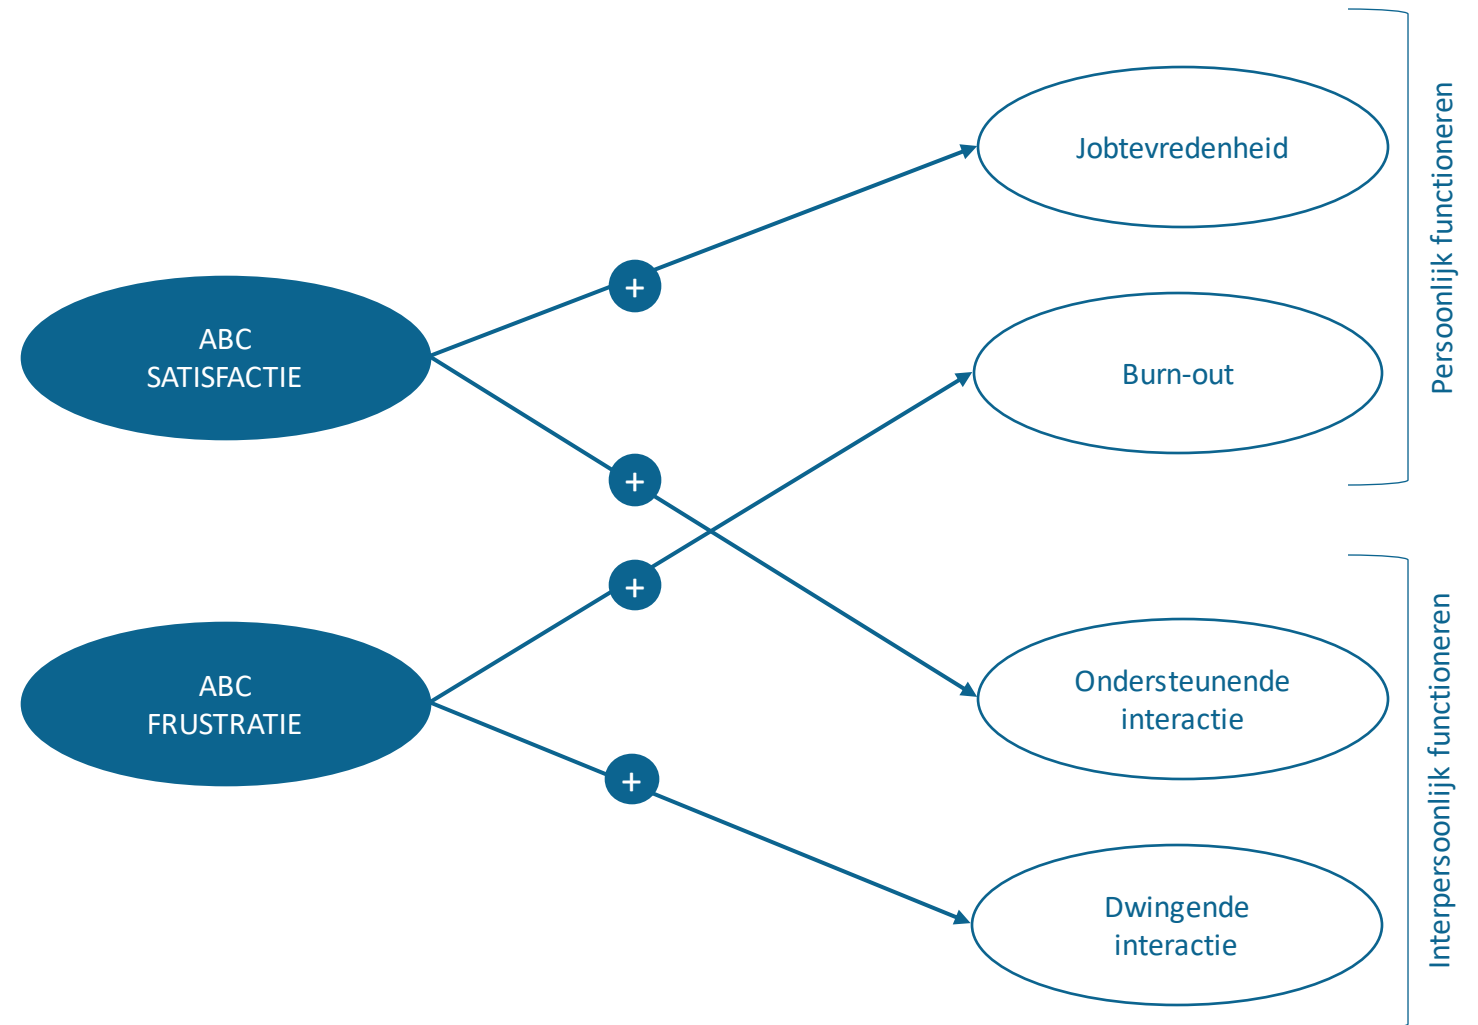 Jobtevredenheid
Persoonlijk functioneren
+
ABC
SATISFACTIE
Burn-out
+
+
ABC
FRUSTRATIE
Ondersteunende
interactie
Interpersoonlijk functioneren
+
Dwingende
interactie